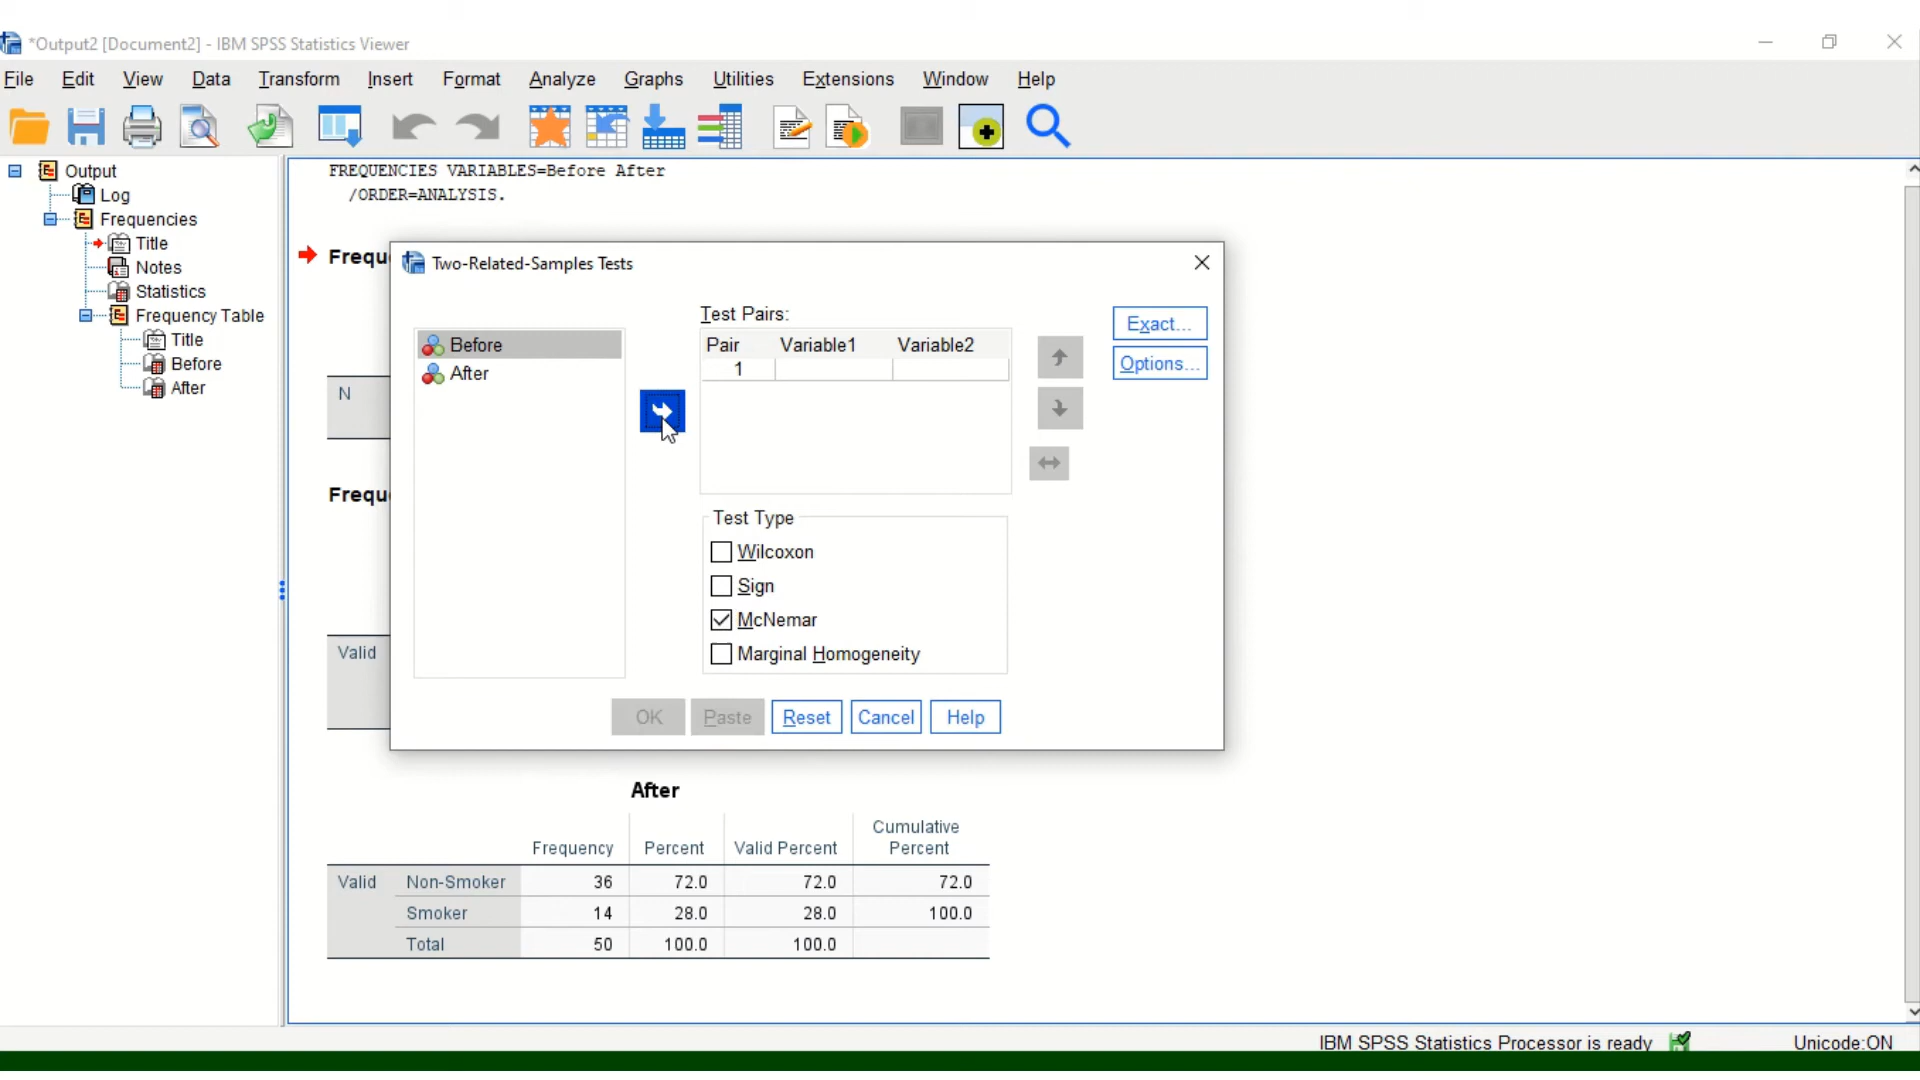 *Output2 [Document2] - IBM SPSS Statistics Viewer
File Edit View Data Transform Insert Format Analyze Graphs Utilities Extensions Window Help
Output
Log
Frequencies
Title
Notes
Statistics
Frequency Table
Title
Before
After
FREQUENCIES VARIABLES=Before After
/ORDER=ANALYSIS.
Frequ
N
Frequ
Valid
Two-Related-Samples Tests
Before
After
Test Pairs:
Pair Variable1 Variable2
1
Exact...
Options...
Test Type
Wilcoxon
Sign
McNemar
Marginal Homogeneity
OK Paste Reset Cancel Help
After
Frequency Percent Valid Percent Cumulative
Percent
Valid Non-Smoker 36 72.0 72.0 72.0
Smoker 14 28.0 28.0 100.0
Total 50 100.0 100.0
IBM SPSS Statistics Processor is ready Unicode:ON